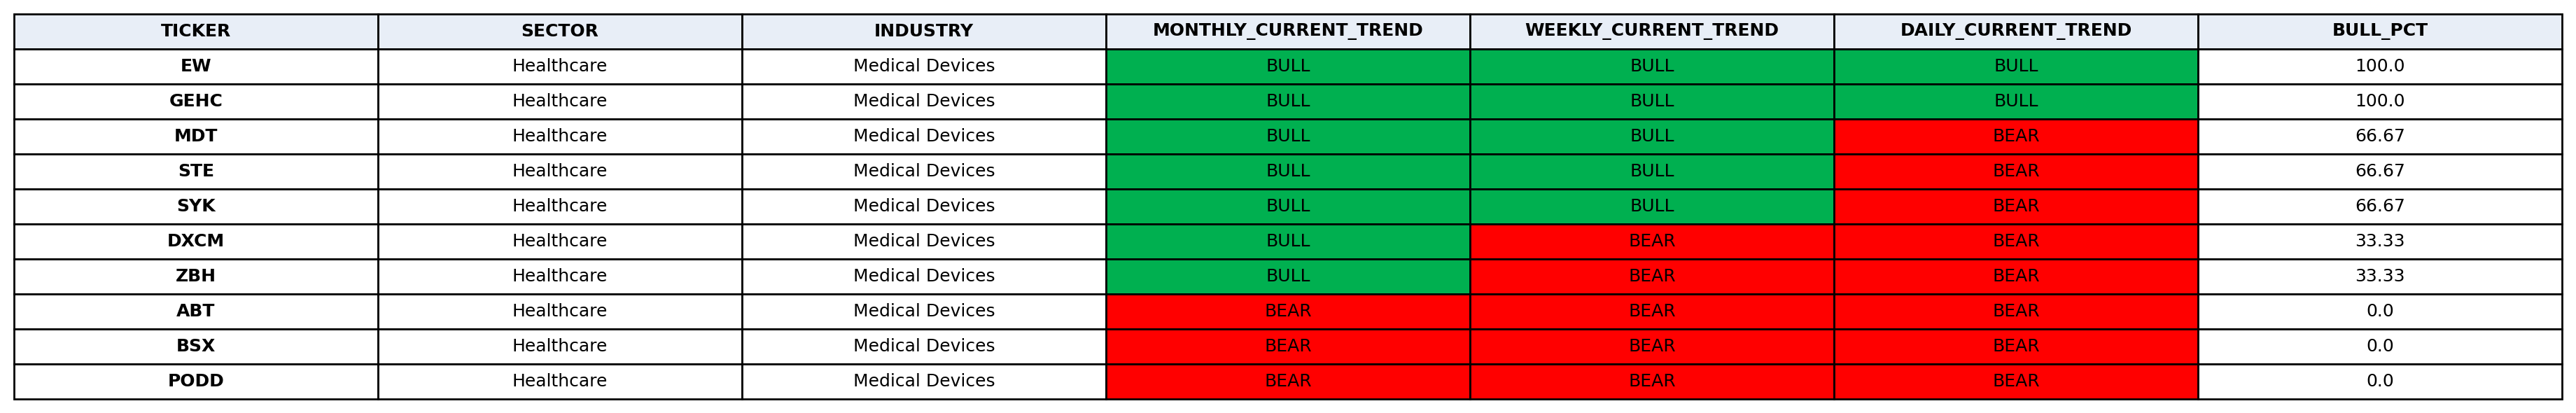 TICKER SECTOR INDUSTRY MONTHLY_CURRENT_TREND WEEKLY_CURRENT_TREND DAILY_CURRENT_TREND BULL_PCT
EW Healthcare Medical Devices BULL BULL BULL 100.0
GEHC Healthcare Medical Devices BULL BULL BULL 100.0
MDT Healthcare Medical Devices BULL BULL BEAR 66.67
STE Healthcare Medical Devices BULL BULL BEAR 66.67
SYK Healthcare Medical Devices BULL BULL BEAR 66.67
DXCM Healthcare Medical Devices BULL BEAR BEAR 33.33
ZBH Healthcare Medical Devices BULL BEAR BEAR 33.33
ABT Healthcare Medical Devices BEAR BEAR BEAR 0.0
BSX Healthcare Medical Devices BEAR BEAR BEAR 0.0
PODD Healthcare Medical Devices BEAR BEAR BEAR 0.0